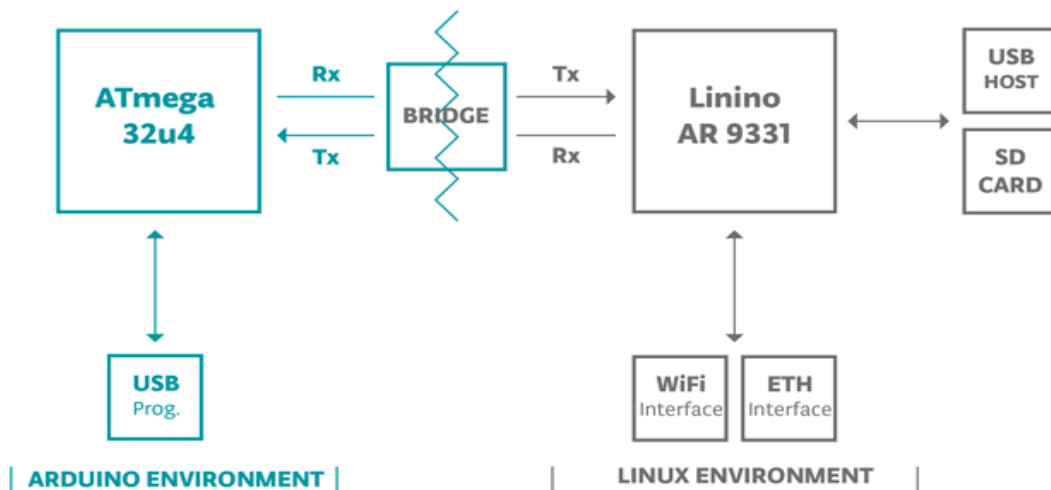 ATmega
32u4
Rx
Tx
BRIDGE
Tx
Rx
Linino
AR 9331
USB
HOST
SD
CARD
USB
Prog.
WiFi
Interface
ETH
Interface
ARDUINO ENVIRONMENT
LINUX ENVIRONMENT